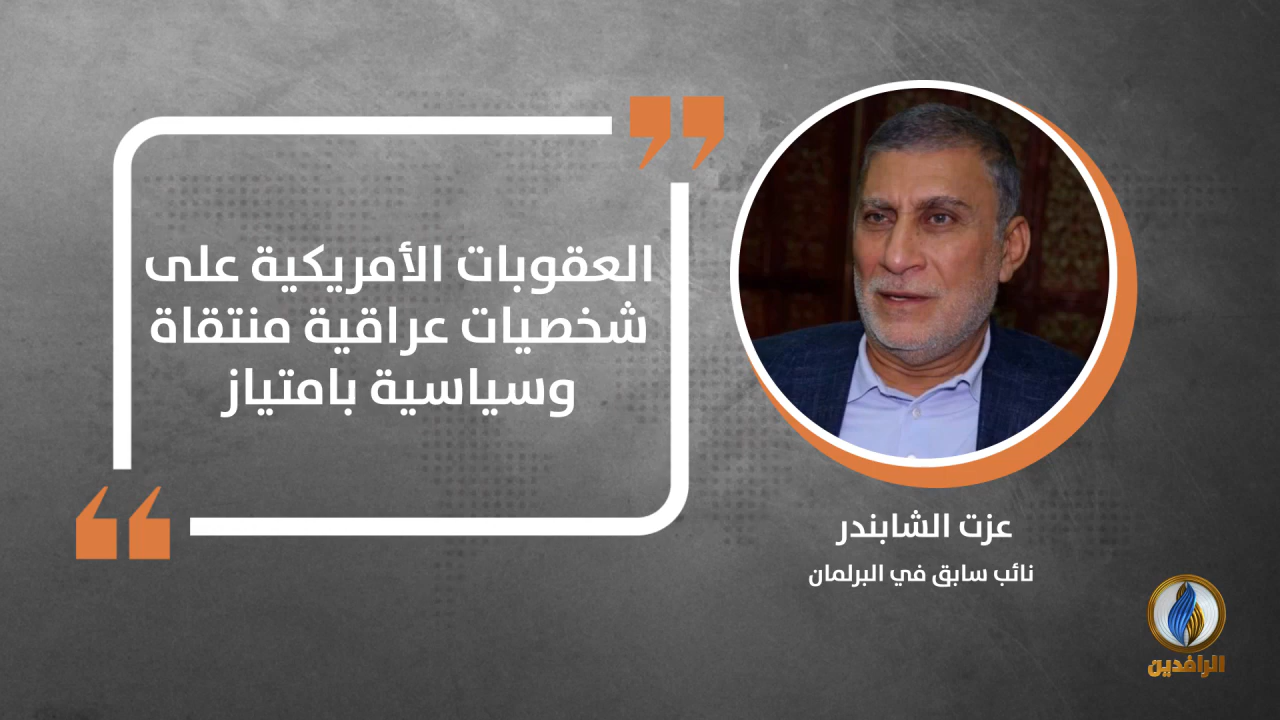 العقوبات الأمريكية على
شخصيات عراقية منتقاة
وسياسية بامتياز
عزت الشابندر
نائب سابق في البرلمان
الرافدين